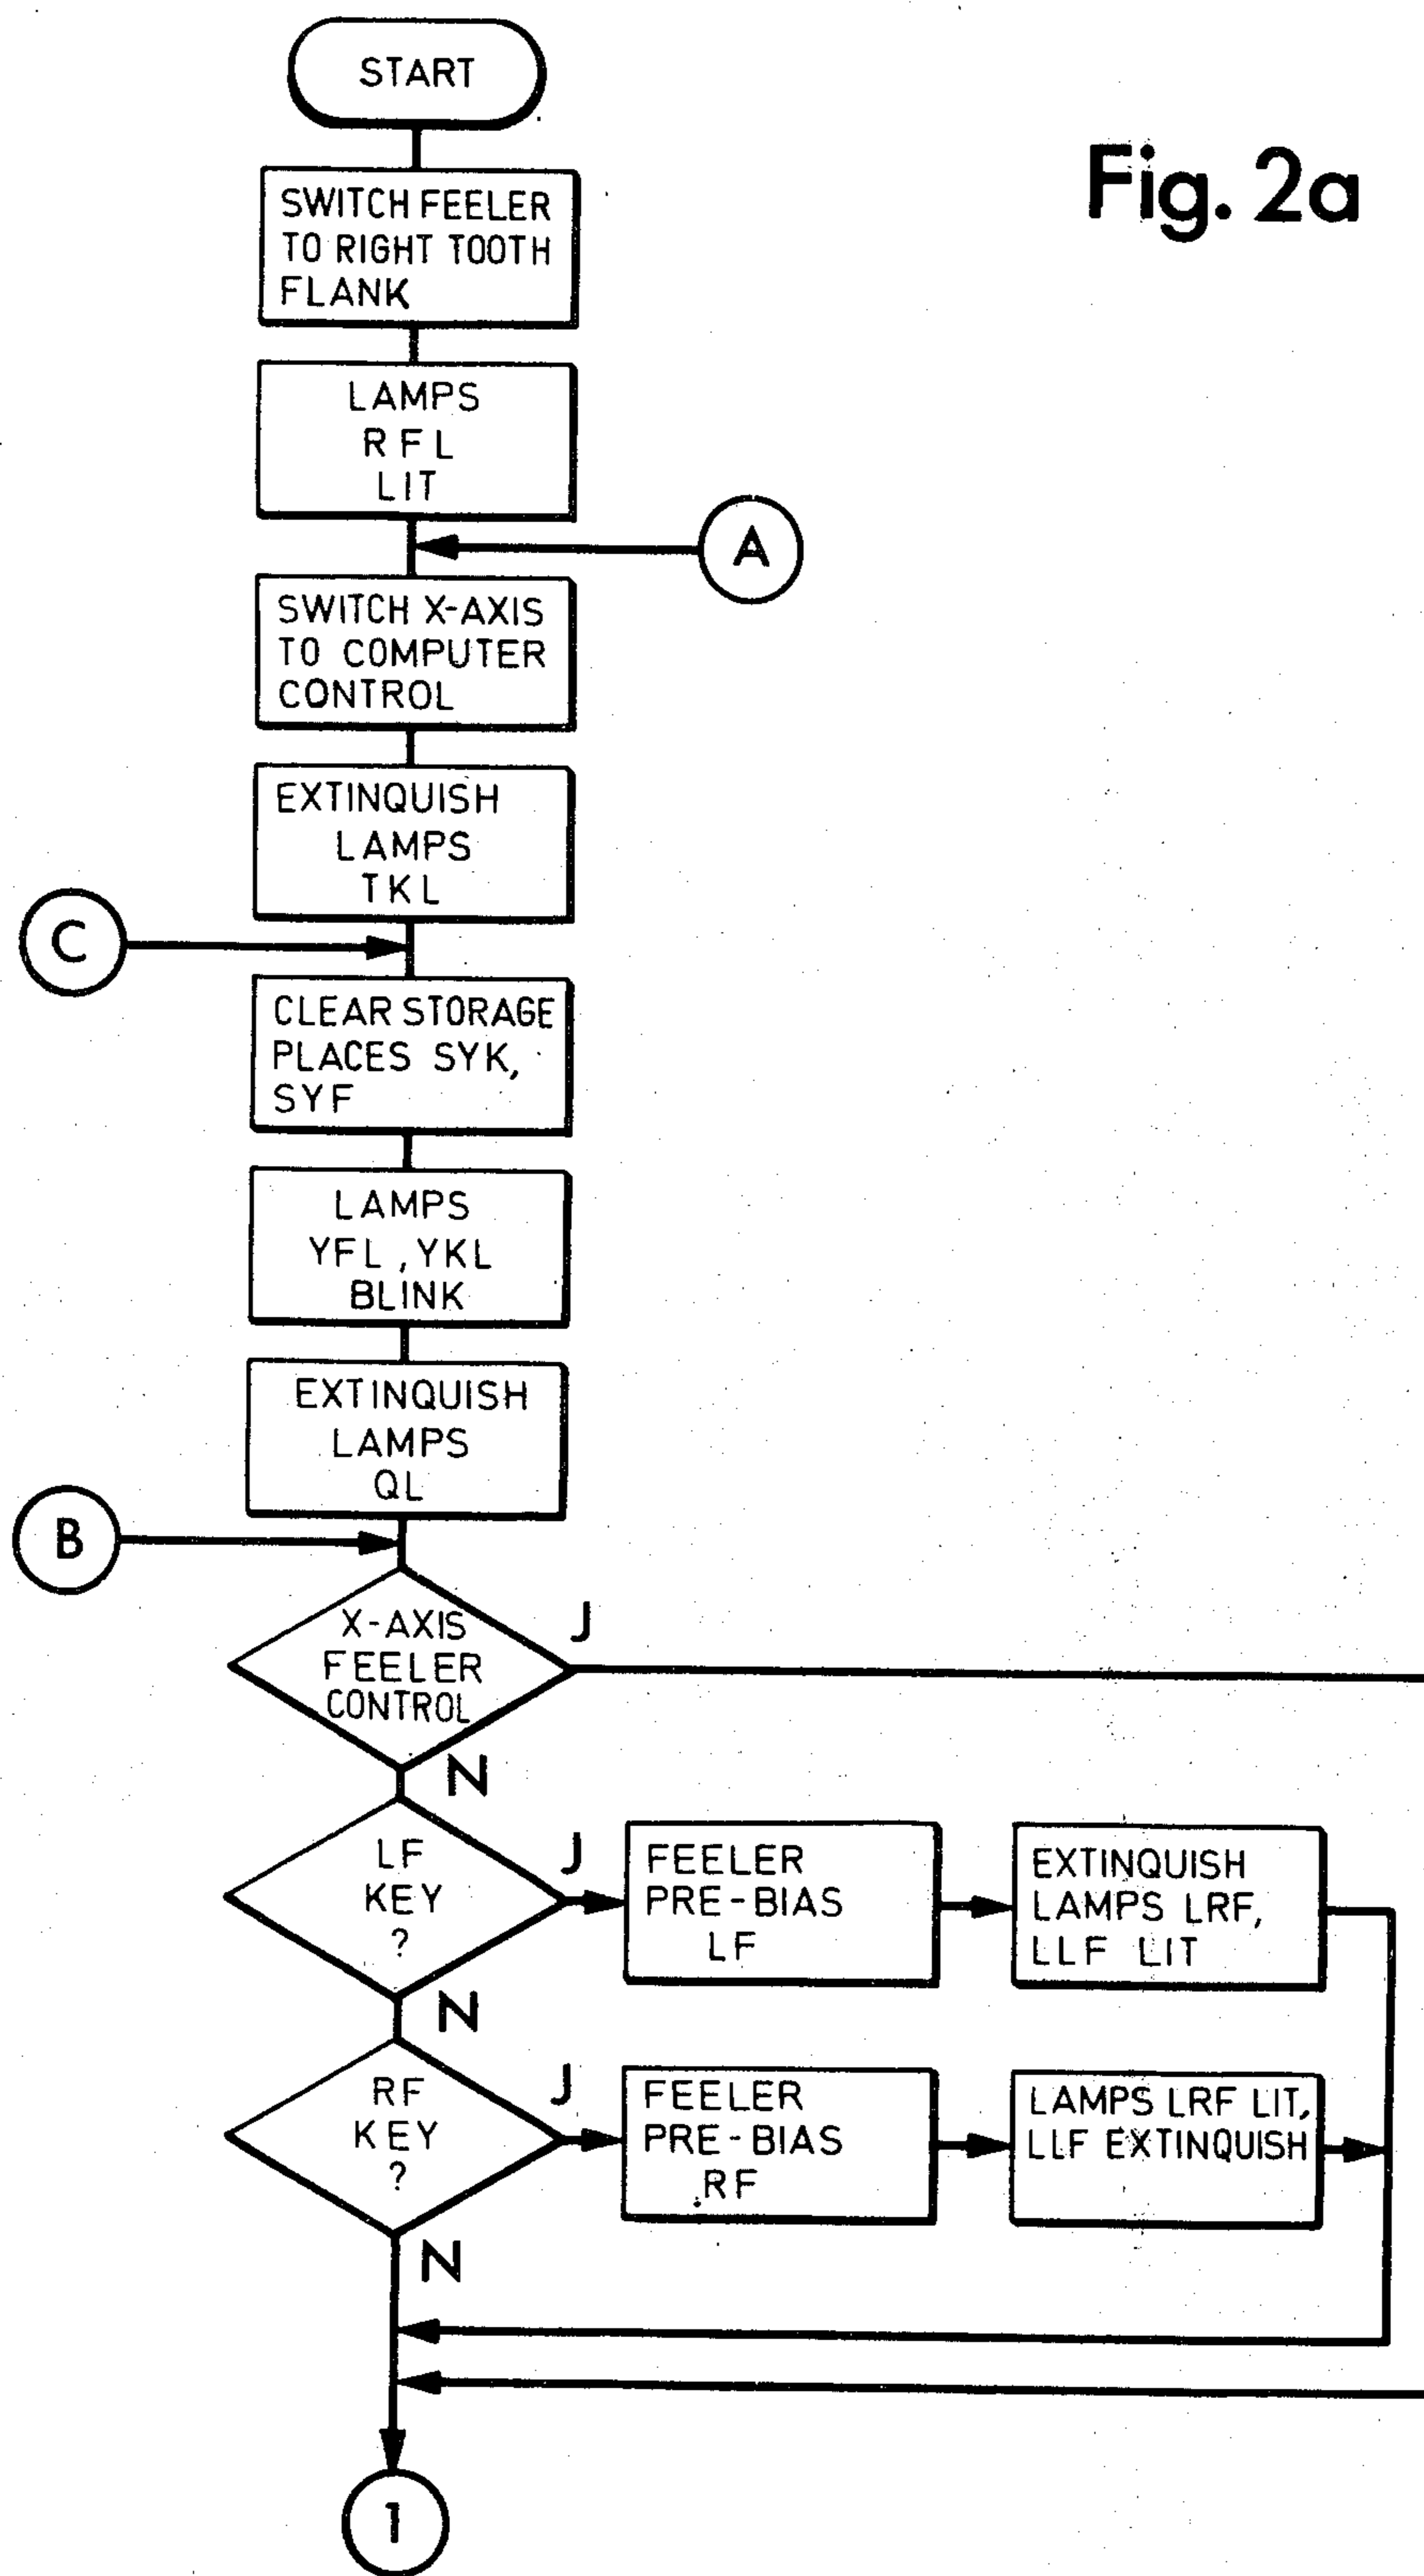 START
Fig. 2a
SWITCH FEELER
TO RIGHT TOOTH
FLANK
LAMPS
RFL
LIT
A
SWITCH X-AXIS
TO COMPUTER
CONTROL
EXTINQUISH
LAMPS
TKL
C
CLEAR STORAGE
PLACES SYK,
SYF
LAMPS
YFL, YKL
BLINK
EXTINQUISH
LAMPS
QL
B
X-AXIS
FEELER
CONTROL
J
N
LF
KEY
?
J
FEELER
PRE-BIAS
LF
EXTINQUISH
LAMPS LRF,
LLF LIT
N
RF
KEY
?
J
FEELER
PRE-BIAS
RF
LAMPS LRF LIT,
LLF EXTINQUISH
N
1